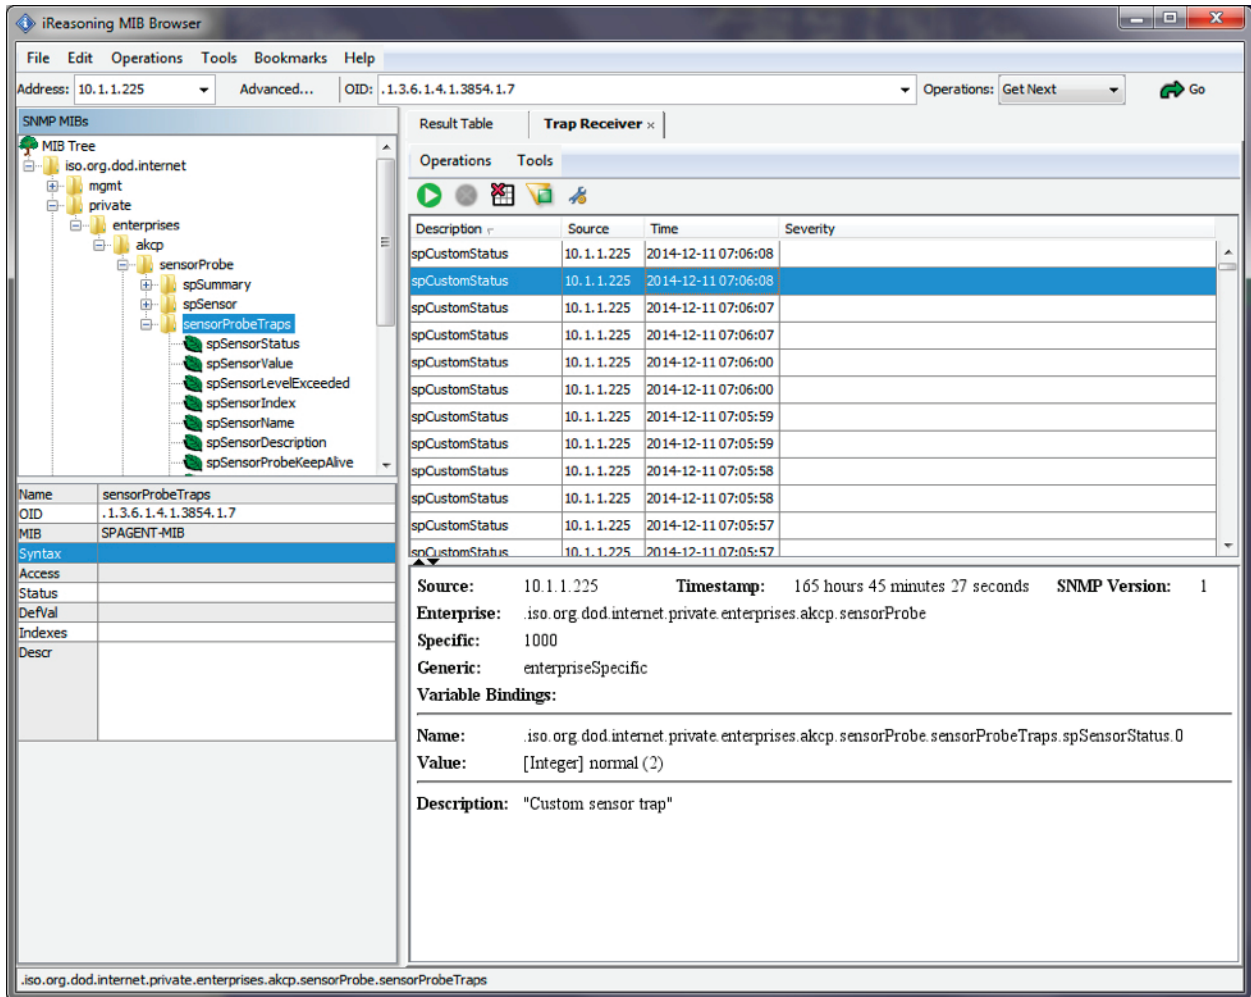 iReasoning MIB Browser
File Edit Operations Tools Bookmarks Help
Address: 10.1.1.225 Advanced... OID: .1.3.6.1.4.1.3854.1.7 Operations: Get Next Go
SNMP MIBs
MIB Tree
iso.org.dod.internet
mgmt
private
enterprises
akcp
sensorProbe
spSummary
spSensor
sensorProbeTraps
spSensorStatus
spSensorValue
spSensorLevelExceeded
spSensorIndex
spSensorName
spSensorDescription
spSensorProbeKeepAlive
Name sensorProbeTraps
OID .1.3.6.1.4.1.3854.1.7
MIB SPAGENT-MIB
Syntax
Access
Status
DefVal
Indexes
Descr
Result Table Trap Receiver ×
Operations Tools
Description Source Time Severity
spCustomStatus 10.1.1.225 2014-12-11 07:06:08
spCustomStatus 10.1.1.225 2014-12-11 07:06:08
spCustomStatus 10.1.1.225 2014-12-11 07:06:07
spCustomStatus 10.1.1.225 2014-12-11 07:06:07
spCustomStatus 10.1.1.225 2014-12-11 07:06:00
spCustomStatus 10.1.1.225 2014-12-11 07:06:00
spCustomStatus 10.1.1.225 2014-12-11 07:05:59
spCustomStatus 10.1.1.225 2014-12-11 07:05:59
spCustomStatus 10.1.1.225 2014-12-11 07:05:58
spCustomStatus 10.1.1.225 2014-12-11 07:05:58
spCustomStatus 10.1.1.225 2014-12-11 07:05:57
spCustomStatus 10.1.1.225 2014-12-11 07:05:57
Source: 10.1.1.225 Timestamp: 165 hours 45 minutes 27 seconds SNMP Version: 1
Enterprise: .iso.org.dod.internet.private.enterprises.akcp.sensorProbe
Specific: 1000
Generic: enterpriseSpecific
Variable Bindings:
Name: .iso.org.dod.internet.private.enterprises.akcp.sensorProbe.sensorProbeTraps.spSensorStatus.0
Value: [Integer] normal (2)
Description: "Custom sensor trap"
.iso.org.dod.internet.private.enterprises.akcp.sensorProbe.sensorProbeTraps